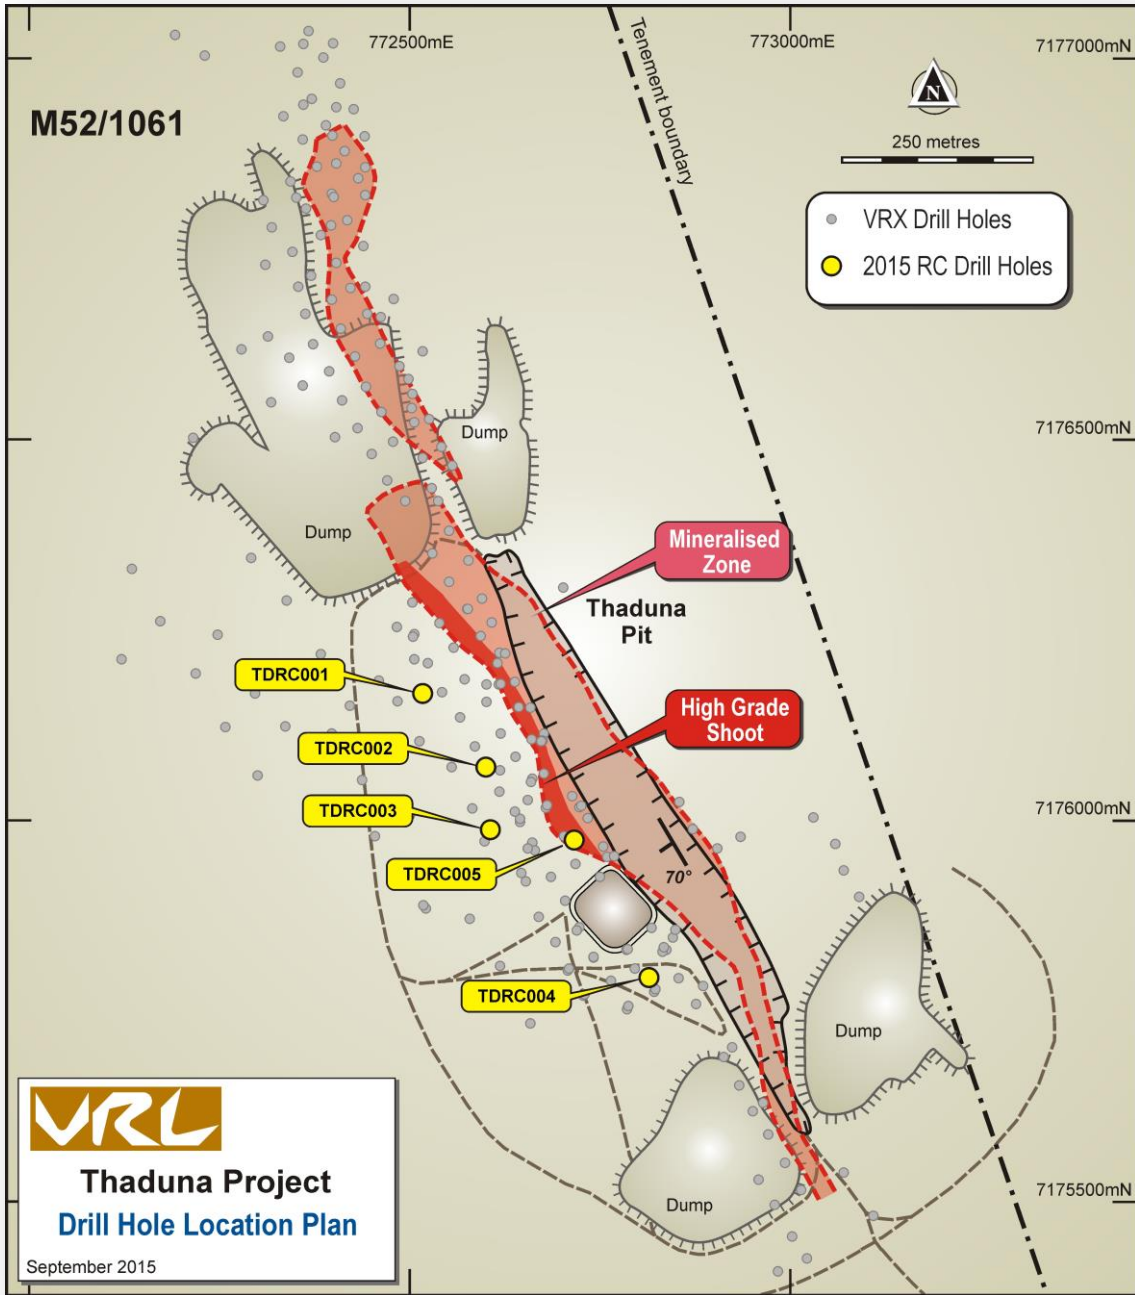 772500mE
773000mE
7177000mN
M52/1061
Tenement boundary
N
250 metres
VRX Drill Holes
2015 RC Drill Holes
Dump
7176500mN
Dump
Mineralised
Zone
Thaduna
Pit
TDRC001
High Grade
Shoot
TDRC002
TDRC003
7176000mN
TDRC005
70°
TDRC004
Dump
VRL
Thaduna Project
Drill Hole Location Plan
September 2015
Dump
7175500mN